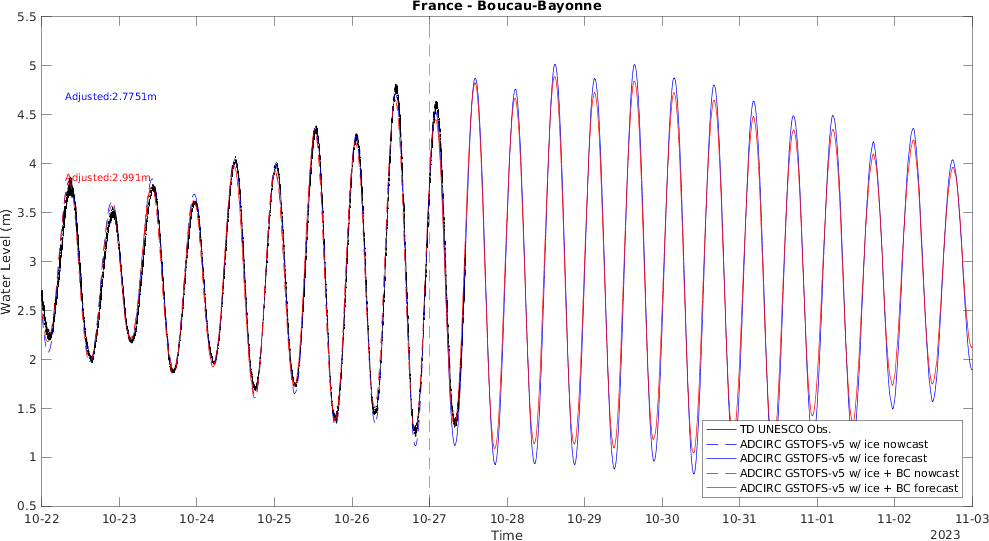 France - Boucau-Bayonne
5.5
5
4.5
4
3.5
3
2.5
2
1.5
1
0.5
Water Level (m)
Adjusted:2.7751m
Adjusted:2.991m
TD UNESCO Obs.
ADCIRC GSTOFS-v5 w/ ice nowcast
ADCIRC GSTOFS-v5 w/ ice forecast
ADCIRC GSTOFS-v5 w/ ice + BC nowcast
ADCIRC GSTOFS-v5 w/ ice + BC forecast
10-22 10-23 10-24 10-25 10-26 10-27 10-28 10-29 10-30 10-31 11-01 11-02 11-03
Time
2023